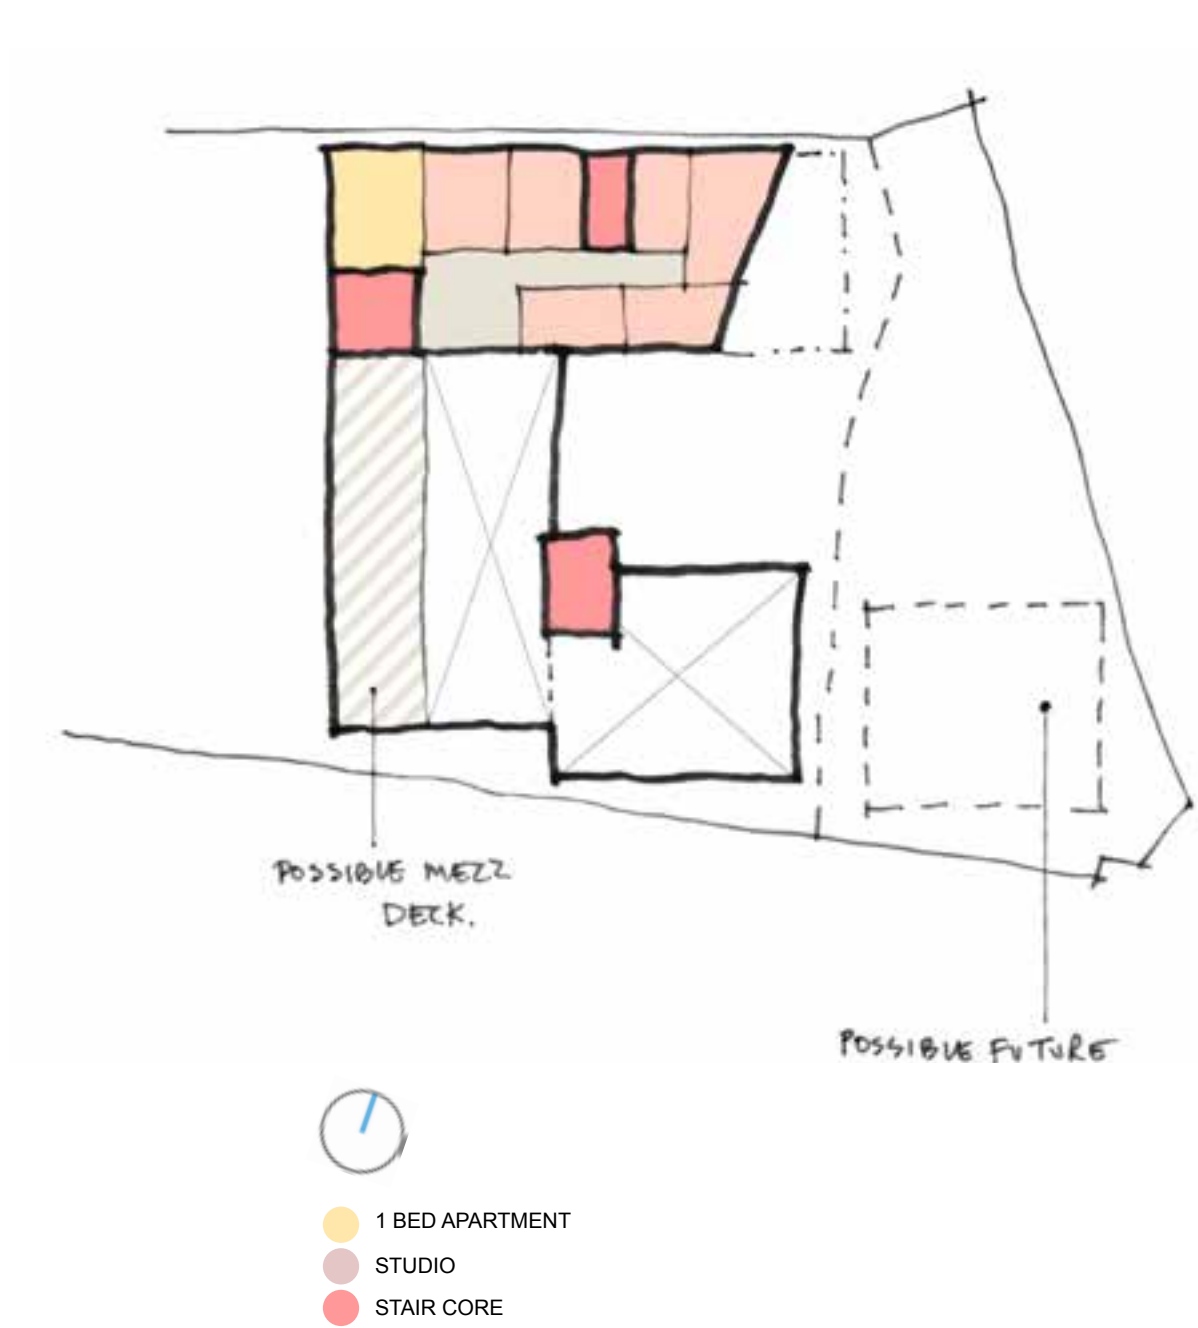 POSSIBLE MEZZ
DECK.
POSSIBLE FUTURE
1 BED APARTMENT
STUDIO
STAIR CORE